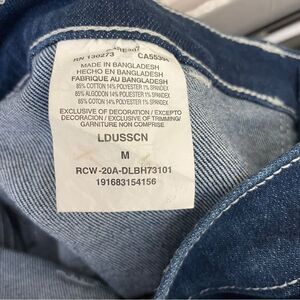 RN 130273 CA55394
MADE IN BANGLADESH
HECHO EN BANGLADESH
FABRIQUE AU BANGLADESH
85% COTTON 14% POLYESTER 1% SPANDEX
85% ALGODON 14% POLIESTER 1% SPANDEX
85% COTON 14% POLYESTER 1% SPANDEX
EXCLUSIVE OF DECORATION / EXCEPTO
DECORACION / EXCLUSIVE OF TRIMMING/
GARNITURE NON COMPRISE
LDUSSCN
M
RCW-20A-DLBH73101
191683154156